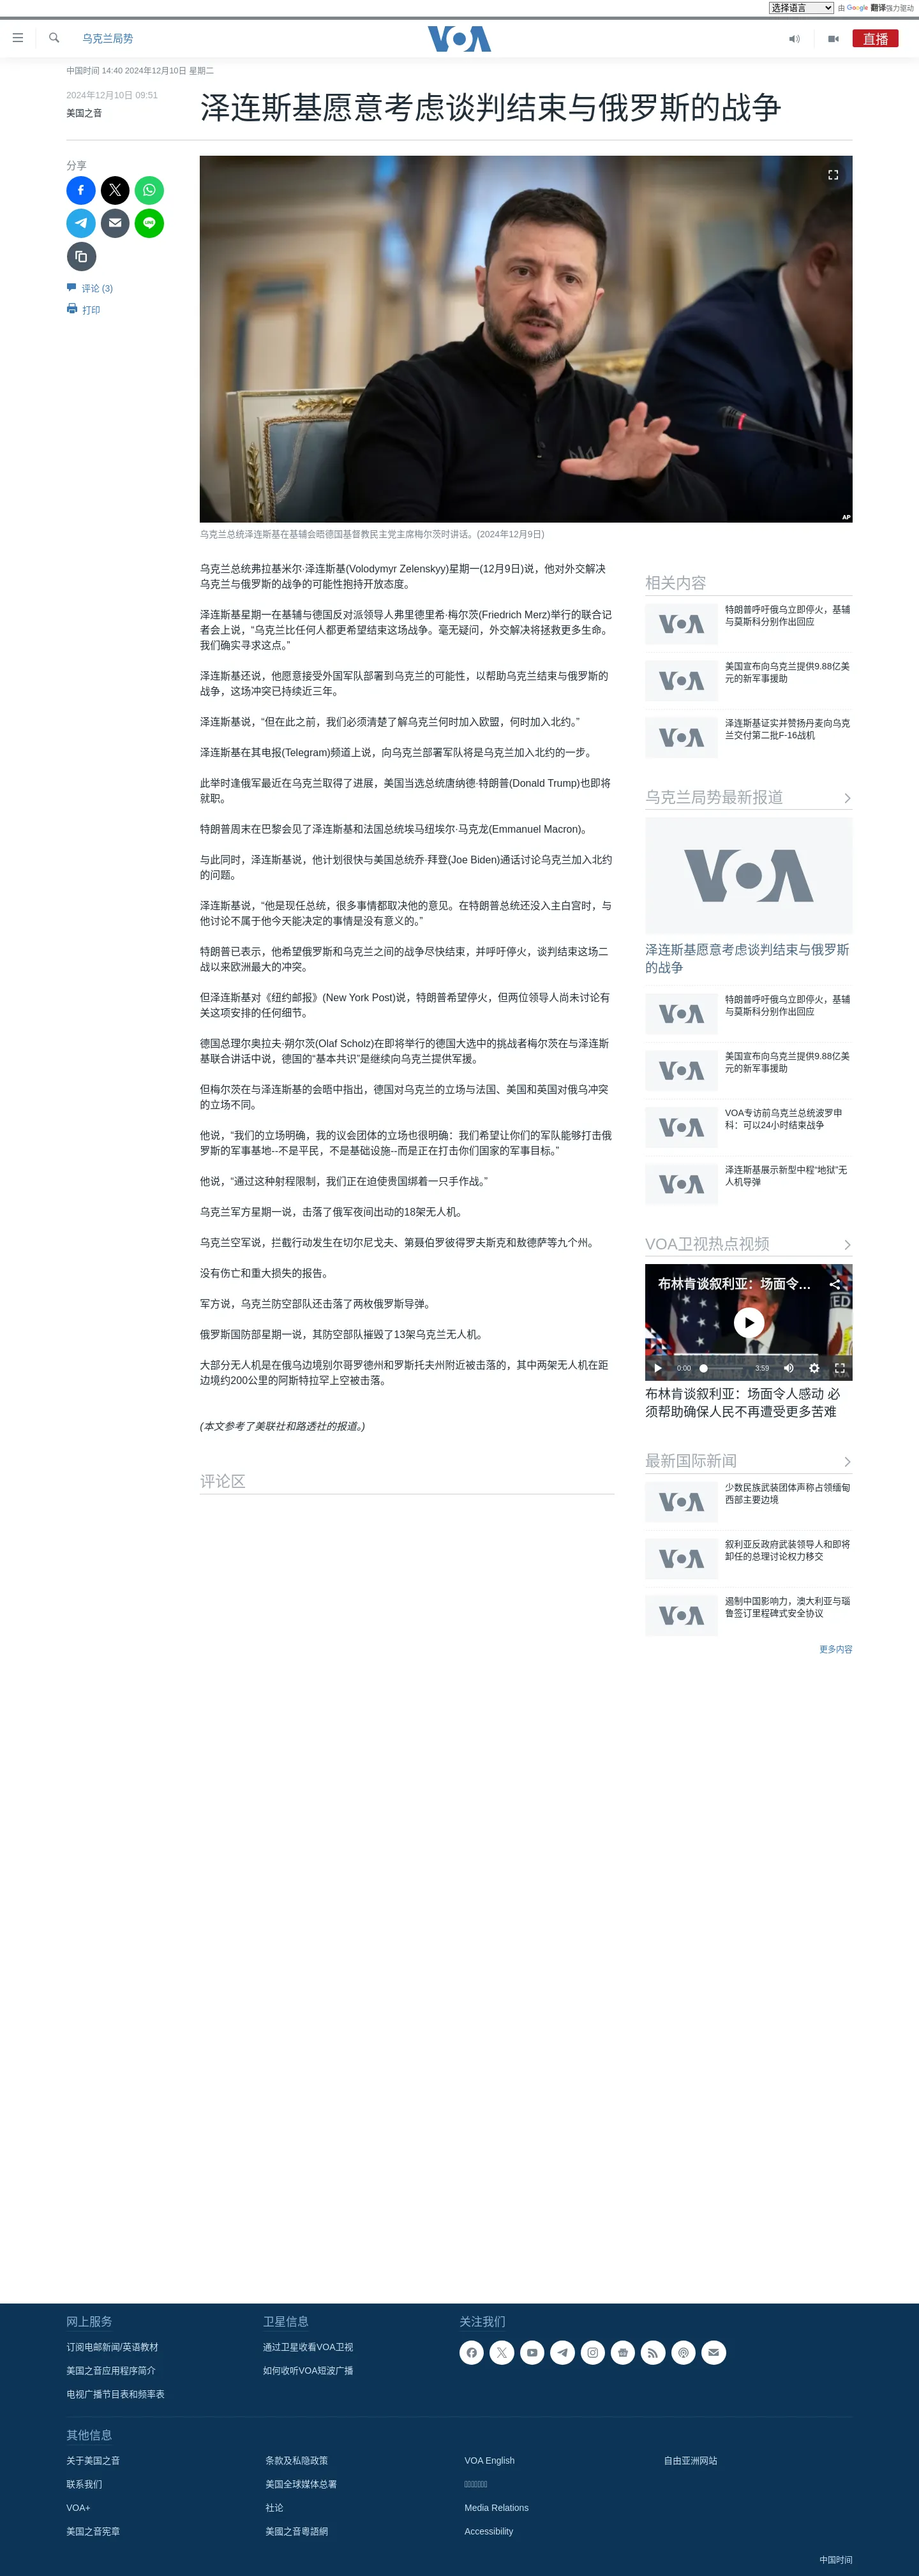 选择语言 由 Google 翻译强力驱动
乌克兰局势
VOA
直播
中国时间 14:40 2024年12月10日 星期二
2024年12月10日 09:51
美国之音
泽连斯基愿意考虑谈判结束与俄罗斯的战争
分享
LINE
评论 (3)
打印
AP
乌克兰总统泽连斯基在基辅会晤德国基督教民主党主席梅尔茨时讲话。(2024年12月9日)
乌克兰总统弗拉基米尔·泽连斯基(Volodymyr Zelenskyy)星期一(12月9日)说，他对外交解决
乌克兰与俄罗斯的战争的可能性抱持开放态度。
泽连斯基星期一在基辅与德国反对派领导人弗里德里希·梅尔茨(Friedrich Merz)举行的联合记
者会上说，“乌克兰比任何人都更希望结束这场战争。毫无疑问，外交解决将拯救更多生命。
我们确实寻求这点。”
泽连斯基还说，他愿意接受外国军队部署到乌克兰的可能性，以帮助乌克兰结束与俄罗斯的
战争，这场冲突已持续近三年。
泽连斯基说，“但在此之前，我们必须清楚了解乌克兰何时加入欧盟，何时加入北约。”
泽连斯基在其电报(Telegram)频道上说，向乌克兰部署军队将是乌克兰加入北约的一步。
此举时逢俄军最近在乌克兰取得了进展，美国当选总统唐纳德·特朗普(Donald Trump)也即将
就职。
特朗普周末在巴黎会见了泽连斯基和法国总统埃马纽埃尔·马克龙(Emmanuel Macron)。
与此同时，泽连斯基说，他计划很快与美国总统乔·拜登(Joe Biden)通话讨论乌克兰加入北约
的问题。
泽连斯基说，“他是现任总统，很多事情都取决他的意见。在特朗普总统还没入主白宫时，与
他讨论不属于他今天能决定的事情是没有意义的。”
特朗普已表示，他希望俄罗斯和乌克兰之间的战争尽快结束，并呼吁停火，谈判结束这场二
战以来欧洲最大的冲突。
但泽连斯基对《纽约邮报》(New York Post)说，特朗普希望停火，但两位领导人尚未讨论有
关这项安排的任何细节。
德国总理尔奥拉夫·朔尔茨(Olaf Scholz)在即将举行的德国大选中的挑战者梅尔茨在与泽连斯
基联合讲话中说，德国的“基本共识”是继续向乌克兰提供军援。
但梅尔茨在与泽连斯基的会晤中指出，德国对乌克兰的立场与法国、美国和英国对俄乌冲突
的立场不同。
他说，“我们的立场明确，我的议会团体的立场也很明确：我们希望让你们的军队能够打击俄
罗斯的军事基地--不是平民，不是基础设施--而是正在打击你们国家的军事目标。”
他说，“通过这种射程限制，我们正在迫使贵国绑着一只手作战。”
乌克兰军方星期一说，击落了俄军夜间出动的18架无人机。
乌克兰空军说，拦截行动发生在切尔尼戈夫、第聂伯罗彼得罗夫斯克和敖德萨等九个州。
没有伤亡和重大损失的报告。
军方说，乌克兰防空部队还击落了两枚俄罗斯导弹。
俄罗斯国防部星期一说，其防空部队摧毁了13架乌克兰无人机。
大部分无人机是在俄乌边境别尔哥罗德州和罗斯托夫州附近被击落的，其中两架无人机在距
边境约200公里的阿斯特拉罕上空被击落。
(本文参考了美联社和路透社的报道。)
评论区
相关内容
VOA
特朗普呼吁俄乌立即停火，基辅
与莫斯科分别作出回应
VOA
美国宣布向乌克兰提供9.88亿美
元的新军事援助
VOA
泽连斯基证实并赞扬丹麦向乌克
兰交付第二批F-16战机
乌克兰局势最新报道
VOA
泽连斯基愿意考虑谈判结束与俄罗斯
的战争
VOA
特朗普呼吁俄乌立即停火，基辅
与莫斯科分别作出回应
VOA
美国宣布向乌克兰提供9.88亿美
元的新军事援助
VOA
VOA专访前乌克兰总统波罗申
科：可以24小时结束战争
VOA
泽连斯基展示新型中程“地狱”无
人机导弹
VOA卫视热点视频
布林肯谈叙利亚：场面令...
0:00 3:59
布林肯谈叙利亚：场面令人感动 必
须帮助确保人民不再遭受更多苦难
最新国际新闻
VOA
少数民族武装团体声称占领缅甸
西部主要边境
VOA
叙利亚反政府武装领导人和即将
卸任的总理讨论权力移交
VOA
遏制中国影响力，澳大利亚与瑙
鲁签订里程碑式安全协议
更多内容
网上服务
订阅电邮新闻/英语教材
美国之音应用程序简介
电视广播节目表和频率表
卫星信息
通过卫星收看VOA卫视
如何收听VOA短波广播
关注我们
其他信息
关于美国之音
联系我们
VOA+
美国之音宪章
条款及私隐政策
美国全球媒体总署
社论
美國之音粵語網
VOA English
Media Relations
Accessibility
自由亚洲网站
中国时间